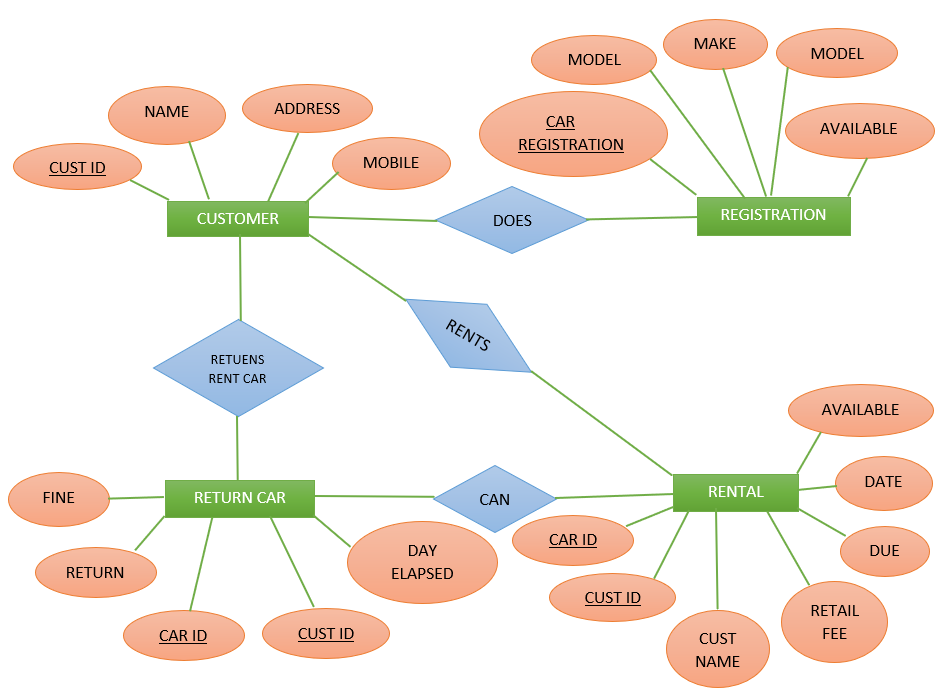 MAKE
MODEL
MODEL
NAME
ADDRESS
CAR
REGISTRATION
AVAILABLE
CUST ID
MOBILE
CUSTOMER
DOES
REGISTRATION
RENTS
RETUENS
RENT CAR
AVAILABLE
FINE
RETURN CAR
CAN
RENTAL
DATE
CAR ID
DUE
RETURN
DAY
ELAPSED
CUST ID
RETAIL
FEE
CAR ID
CUST ID
CUST
NAME